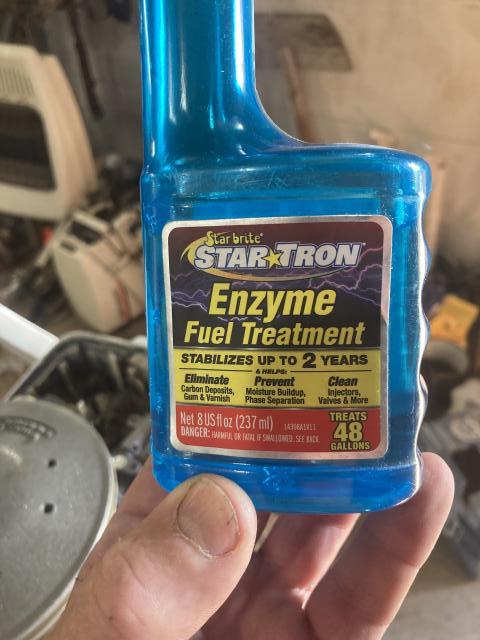 Star brite®
STAR TRON
Enzyme
Fuel Treatment
STABILIZES UP TO 2 YEARS
& HELPS:
Eliminate
Carbon Deposits,
Gum & Varnish
Prevent
Moisture Buildup,
Phase Separation
Clean
Injectors,
Valves & More
Net 8 US fl oz (237 ml)
14308A1V11
DANGER: HARMFUL OR FATAL IF SWALLOWED. SEE BACK.
TREATS
48
GALLONS